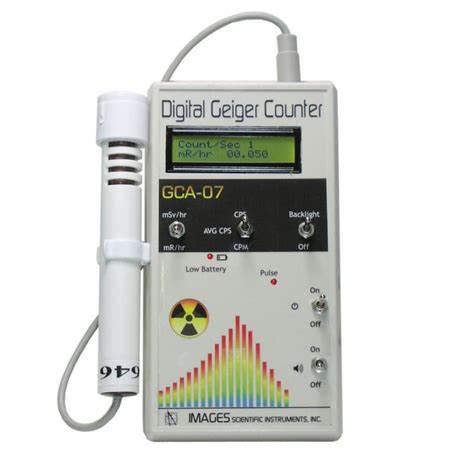 Digital Geiger Counter
Count/Sec 1
mR/hr 00.050
GCA-07
mSv/hr CPS Backlight
AVG CPS
mR/hr CPM Off
Low Battery
Pulse
On
Off
On
Off
646
IMAGES SCIENTIFIC INSTRUMENTS, INC.